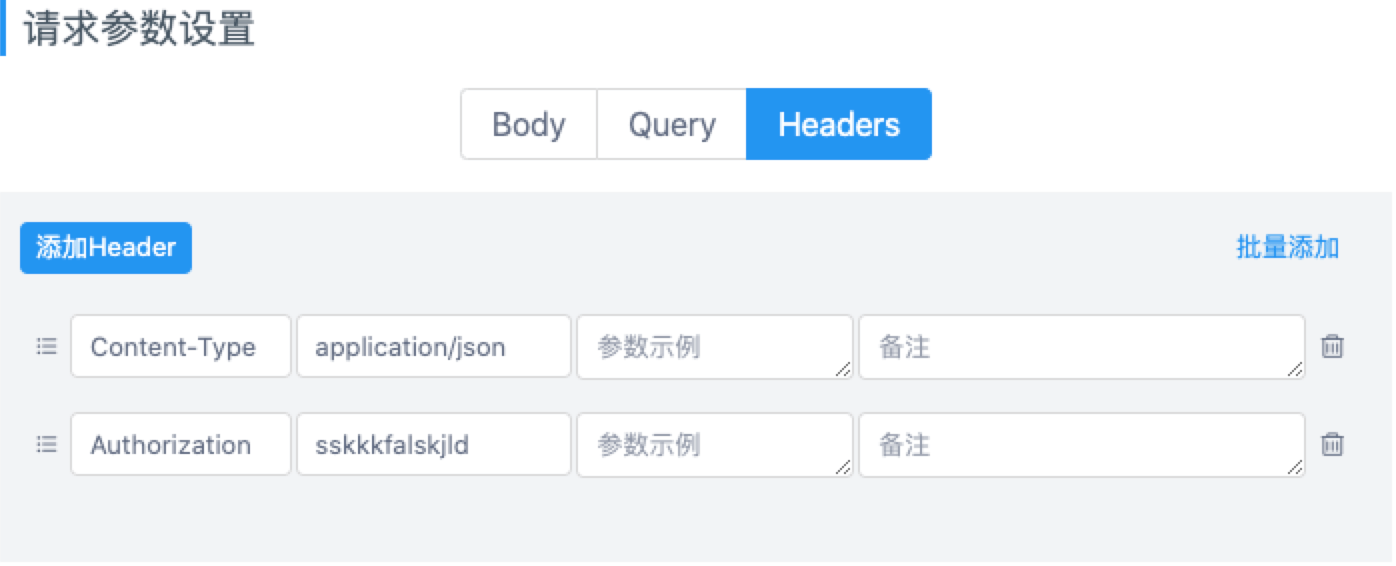 请求参数设置
Body Query Headers
添加Header 批量添加
Content-Type application/json 参数示例 备注
Authorization sskkkfalskjld 参数示例 备注